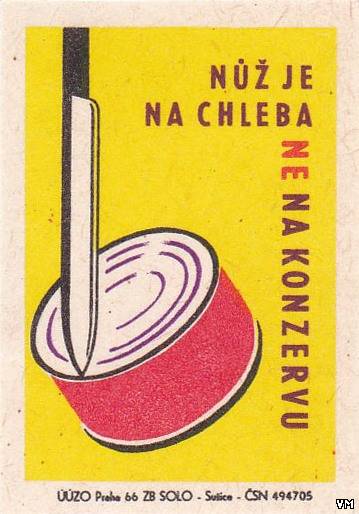 NŮŽ JE
NA CHLEBA
NE NA KONZERVU
ÚÚZO Praha 66 ZB SOLO - Sušice - ČSN 494705
VM